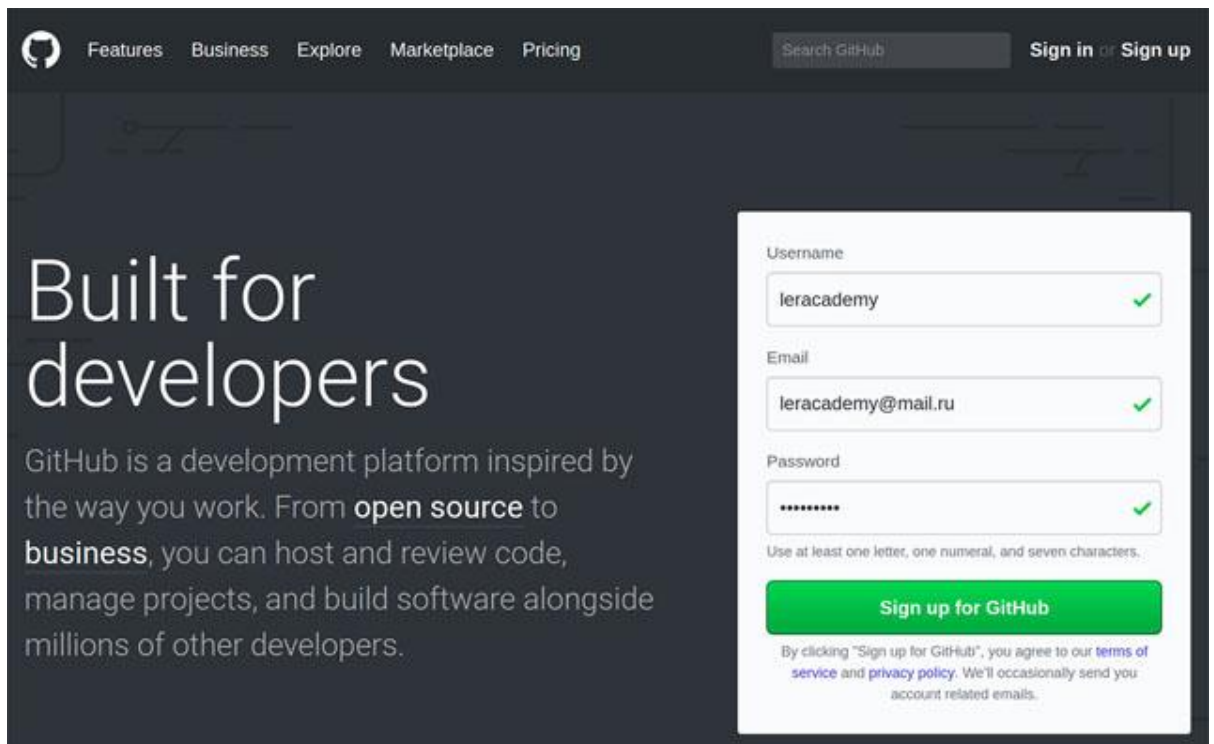 Features Business Explore Marketplace Pricing Search GitHub Sign in or Sign up
Built for
developers
GitHub is a development platform inspired by
the way you work. From open source to
business, you can host and review code,
manage projects, and build software alongside
millions of other developers.
Username
leracademy
Email
leracademy@mail.ru
Password
•••••••••
Use at least one letter, one numeral, and seven characters.
Sign up for GitHub
By clicking "Sign up for GitHub", you agree to our terms of
service and privacy policy. We'll occasionally send you
account related emails.